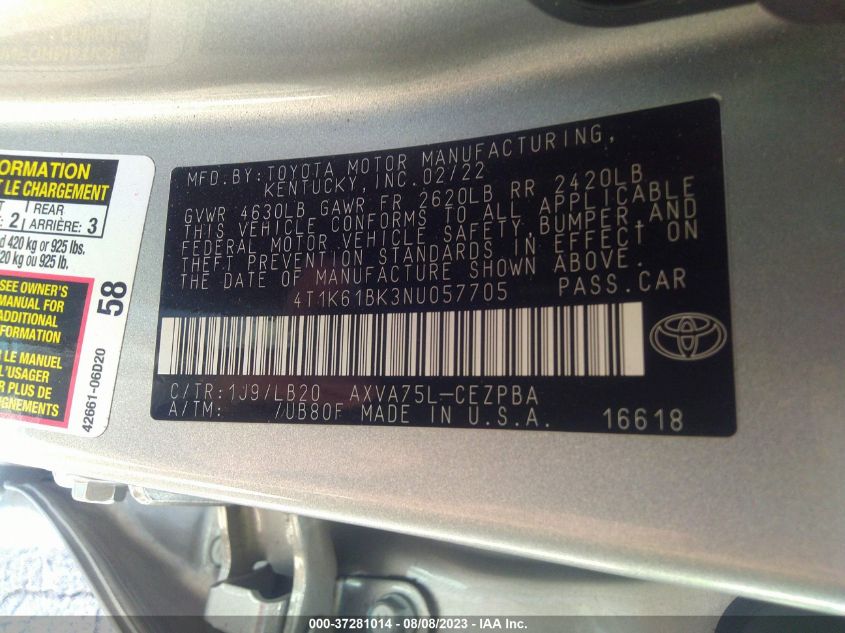 ORMATION
T LE CHARGEMENT
: 2 REAR ARRIÈRE: 3
d 420 kg or 925 lbs.
20 kg ou 925 lb.
SEE OWNER'S
MANUAL FOR
ADDITIONAL
FORMATION
LE MANUEL
L'USAGER
PLUS DE
58
42661-06D20
MFD.BY:TOYOTA MOTOR MANUFACTURING,
KENTUCKY, INC.02/22
GVWR 4630LB GAWR FR 2620LB RR 2420LB
THIS VEHICLE CONFORMS TO ALL APPLICABLE
FEDERAL MOTOR VEHICLE SAFETY,BUMPER,AND
THEFT PREVENTION STANDARDS IN EFFECT ON
THE DATE OF MANUFACTURE SHOWN ABOVE.
4T1K61BK3NU057705 PASS.CAR
C/TR:1J9/LB20 AXVA75L-CEZPBA
A/TM: /UB80F MADE IN U.S.A. 16618
000-37281014 - 08/08/2023 - IAA Inc.